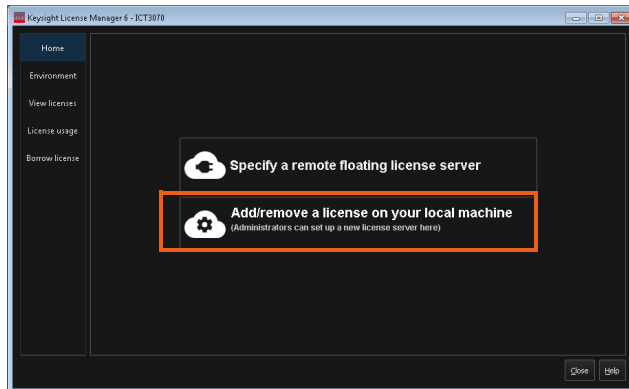 Keysight License Manager 6 - ICT3070
Home
Environment
View licenses
License usage
Borrow license
Specify a remote floating license server
Add/remove a license on your local machine
(Administrators can set up a new license server here)
Close
Help